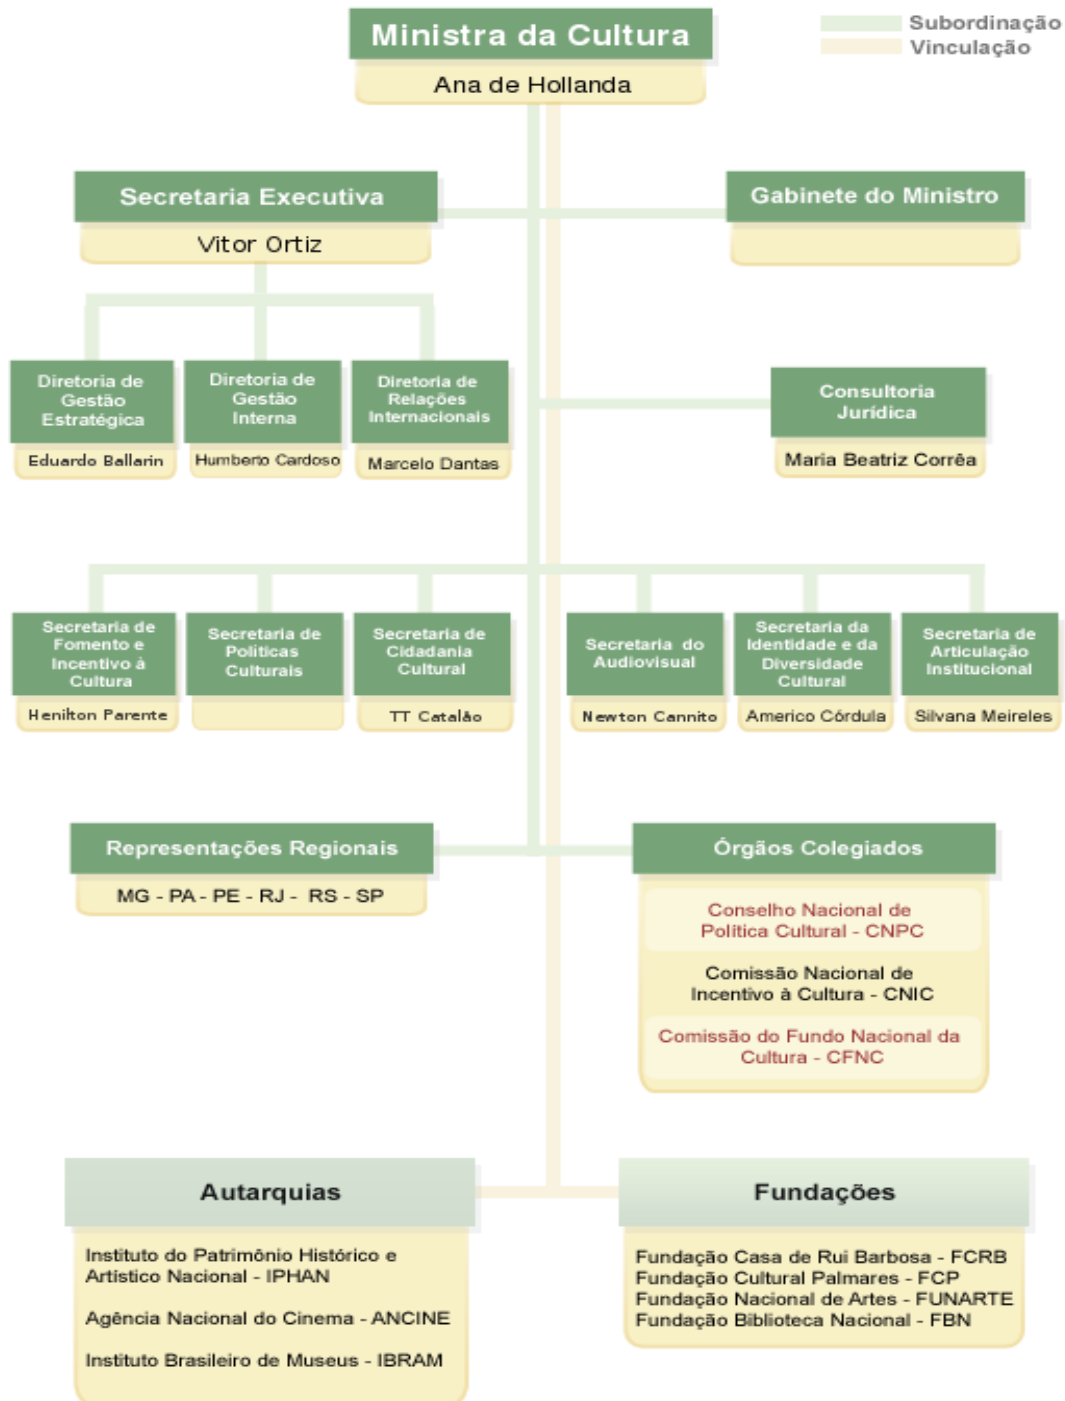 Ministra da Cultura
Ana de Hollanda
Subordinação
Vinculação
Secretaria Executiva
Vitor Ortiz
Gabinete do Ministro
Diretoria de
Gestão
Estratégica
Eduardo Ballarin
Diretoria de
Gestão
Interna
Humberto Cardoso
Diretoria de
Relações
Internacionais
Marcelo Dantas
Consultoria
Jurídica
Maria Beatriz Corrêa
Secretaria de
Fomento e
Incentivo à
Cultura
Henilton Parente
Secretaria de
Políticas
Culturais
Secretaria de
Cidadania
Cultural
TT Catalão
Secretaria do
Audiovisual
Newton Cannito
Secretaria da
Identidade e da
Diversidade
Cultural
Americo Córdula
Secretaria de
Articulação
Institucional
Silvana Meireles
Representações Regionais
MG - PA - PE - RJ - RS - SP
Órgãos Colegiados
Conselho Nacional de
Política Cultural - CNPC
Comissão Nacional de
Incentivo à Cultura - CNIC
Comissão do Fundo Nacional da
Cultura - CFNC
Autarquias
Instituto do Patrimônio Histórico e
Artístico Nacional - IPHAN
Agência Nacional do Cinema - ANCINE
Instituto Brasileiro de Museus - IBRAM
Fundações
Fundação Casa de Rui Barbosa - FCRB
Fundação Cultural Palmares - FCP
Fundação Nacional de Artes - FUNARTE
Fundação Biblioteca Nacional - FBN